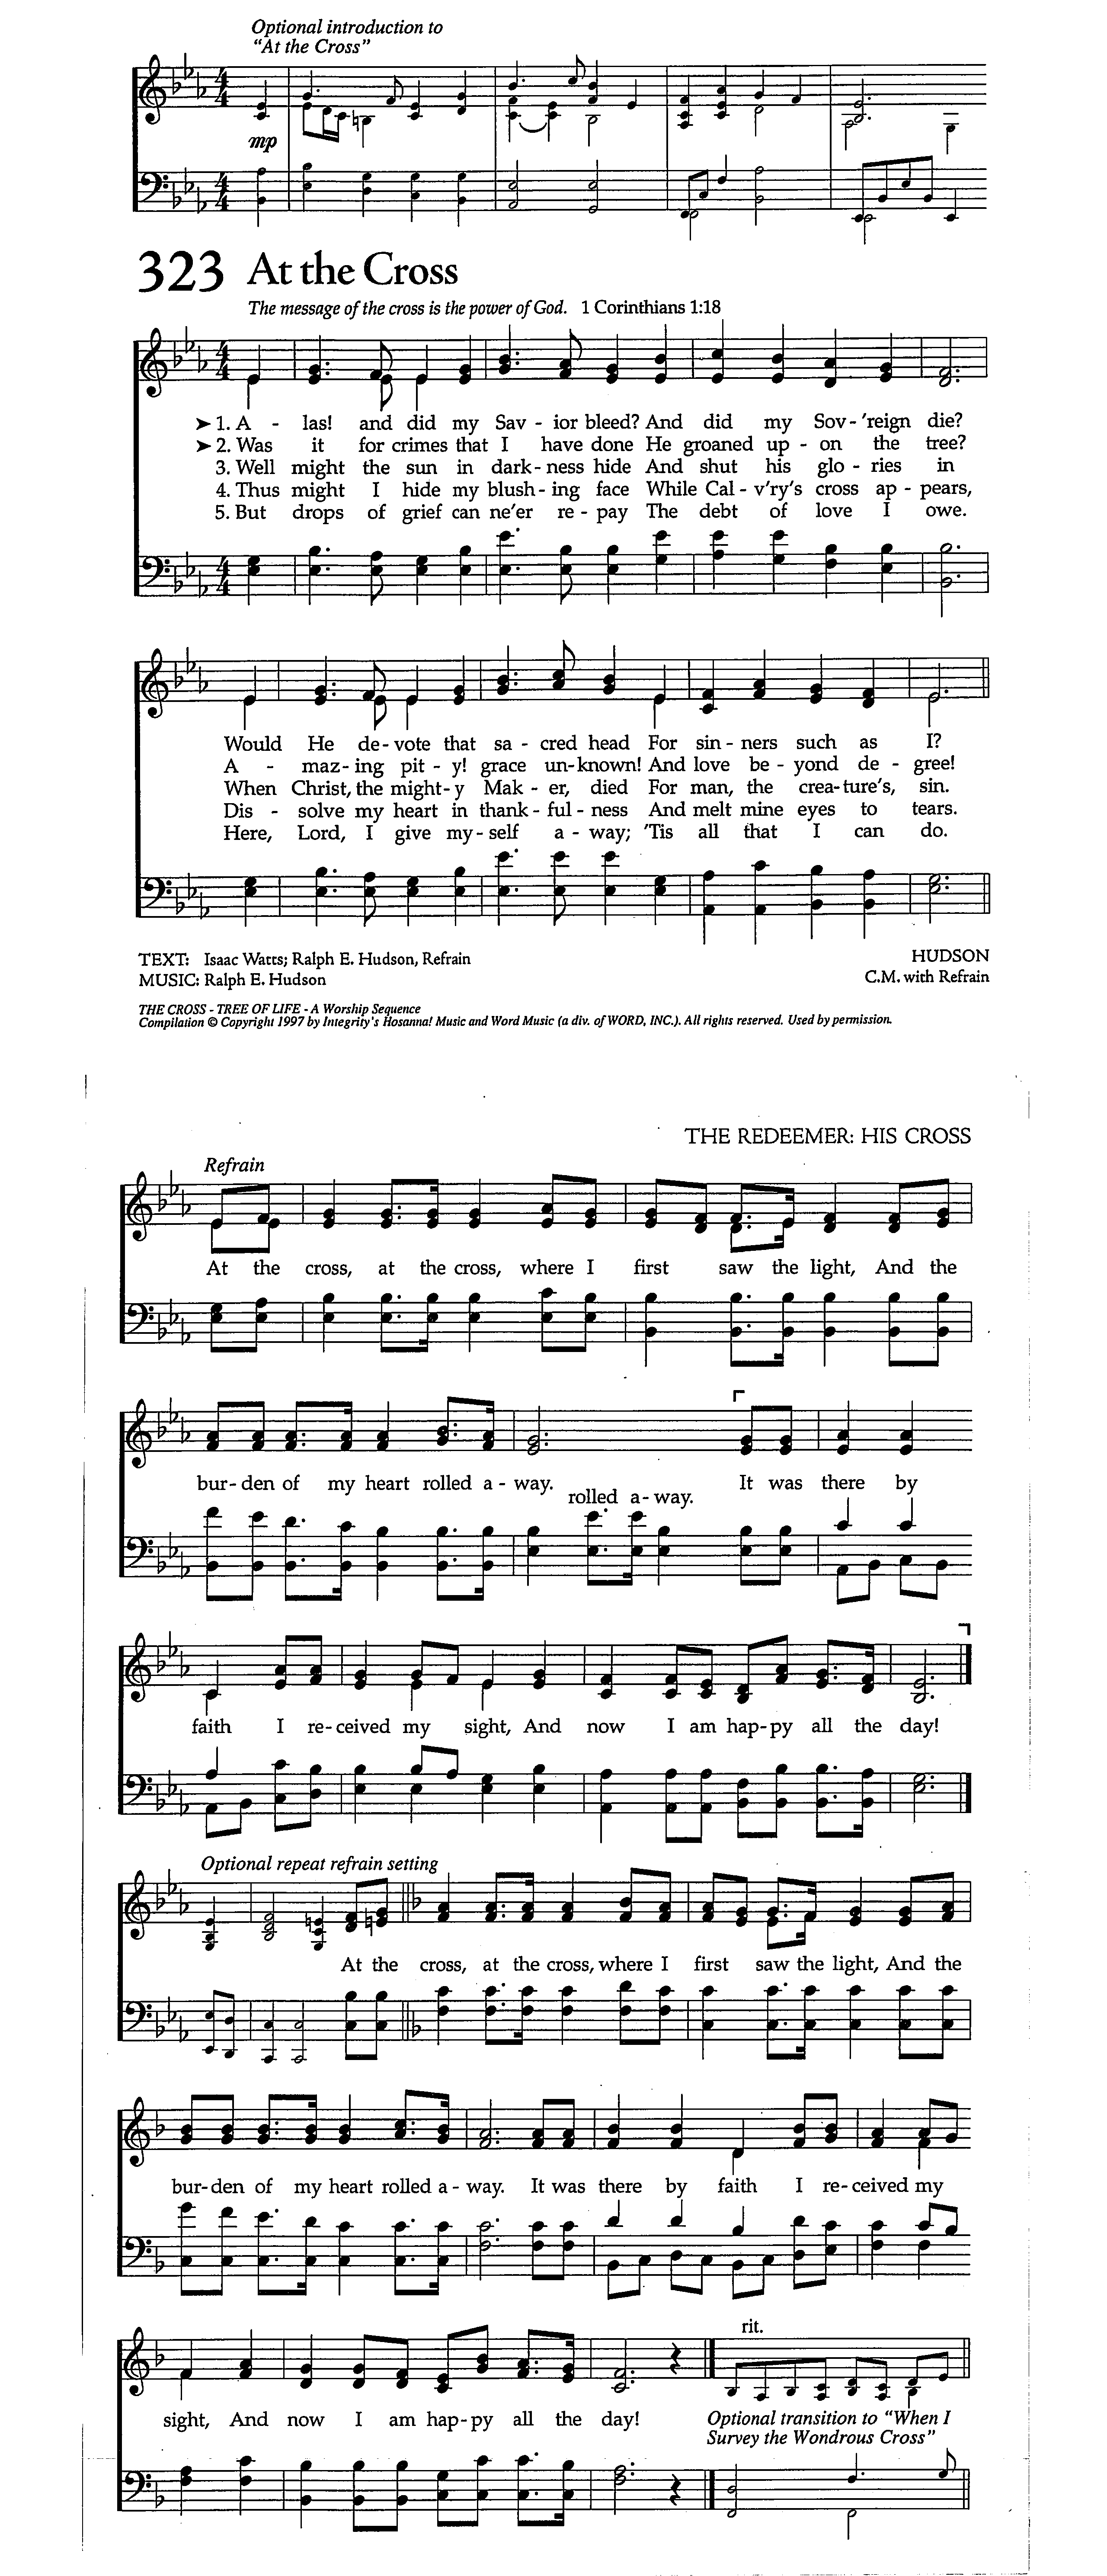 Optional introduction to
“At the Cross”
mp
323 At the Cross
The message of the cross is the power of God. 1 Corinthians 1:18
➤ 1. A - las! and did my Sav - ior bleed? And did my Sov - 'reign die?
➤ 2. Was it for crimes that I have done He groaned up - on the tree?
3. Well might the sun in dark - ness hide And shut his glo - ries in
4. Thus might I hide my blush - ing face While Cal - v'ry's cross ap - pears,
5. But drops of grief can ne'er re - pay The debt of love I owe.
Would He de - vote that sa - cred head For sin - ners such as I?
A - maz - ing pit - y! grace un - known! And love be - yond de - gree!
When Christ, the might - y Mak - er, died For man, the crea - ture's, sin.
Dis - solve my heart in thank - ful - ness And melt mine eyes to tears.
Here, Lord, I give my - self a - way; 'Tis all that I can do.
TEXT: Isaac Watts; Ralph E. Hudson, Refrain HUDSON
MUSIC: Ralph E. Hudson C.M. with Refrain
THE CROSS - TREE OF LIFE - A Worship Sequence
Compilation © Copyright 1997 by Integrity's Hosanna! Music and Word Music (a div. of WORD, INC.). All rights reserved. Used by permission.
THE REDEEMER: HIS CROSS
Refrain
At the cross, at the cross, where I first saw the light, And the
bur - den of my heart rolled a - way. It was there by
rolled a - way.
faith I re - ceived my sight, And now I am hap - py all the day!
Optional repeat refrain setting
At the cross, at the cross, where I first saw the light, And the
bur - den of my heart rolled a - way. It was there by faith I re - ceived my
rit.
sight, And now I am hap - py all the day!
Optional transition to “When I
Survey the Wondrous Cross”